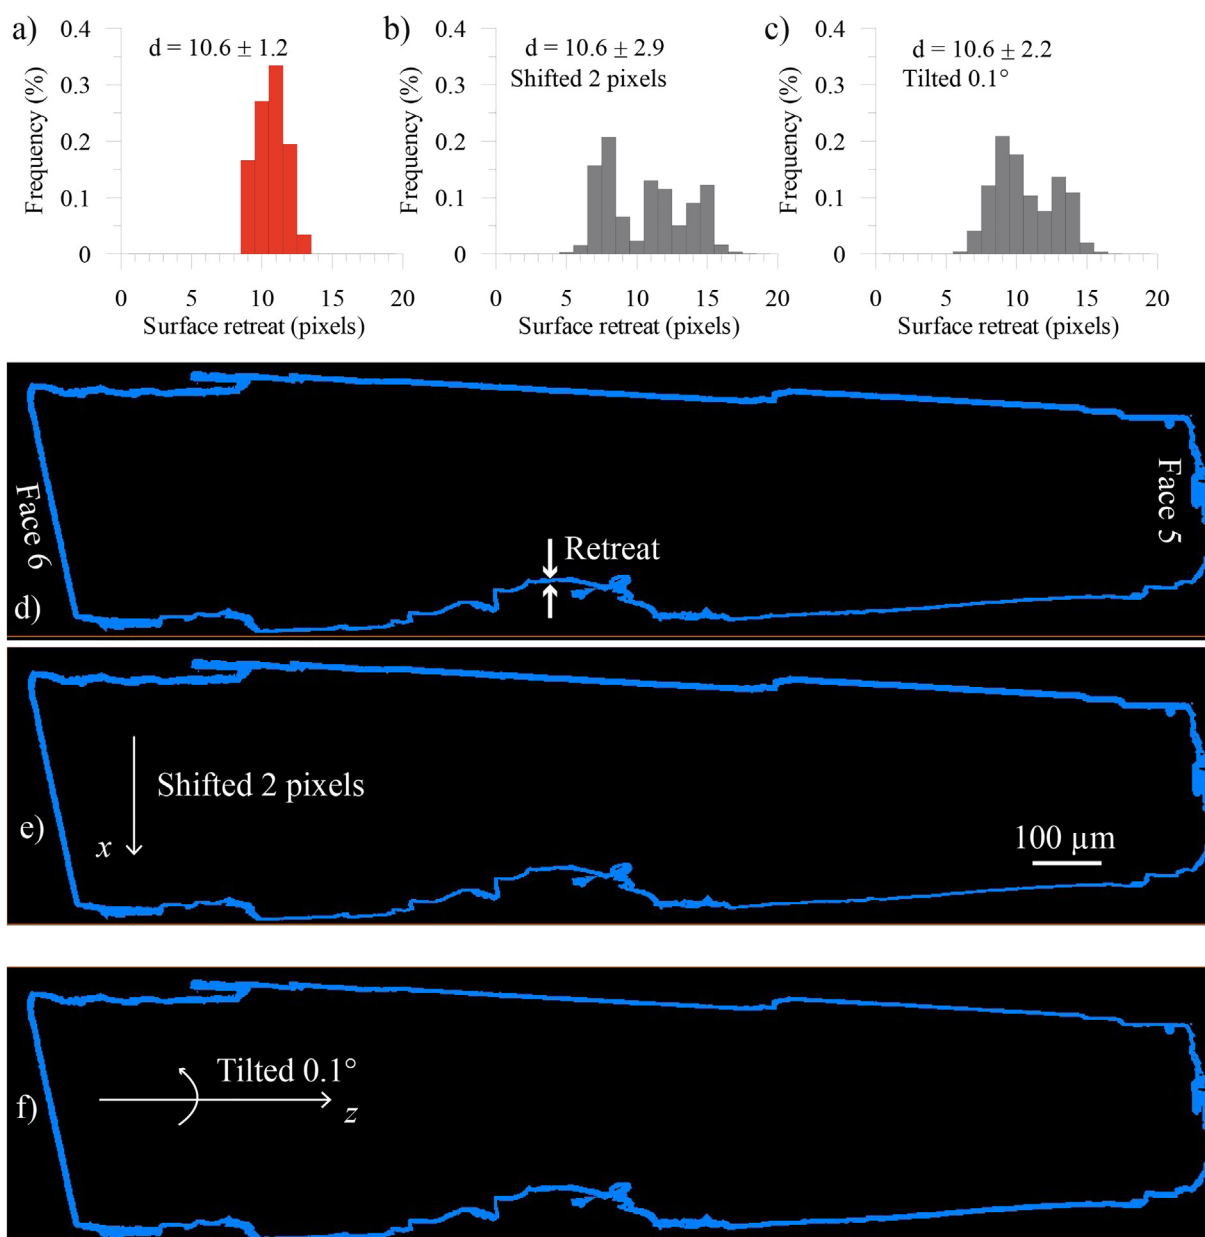 a)
d = 10.6 ± 1.2
Frequency (%)
0.4
0.3
0.2
0.1
0
0 5 10 15 20
Surface retreat (pixels)
b)
d = 10.6 ± 2.9
Shifted 2 pixels
Frequency (%)
0.4
0.3
0.2
0.1
0
0 5 10 15 20
Surface retreat (pixels)
c)
d = 10.6 ± 2.2
Tilted 0.1°
Frequency (%)
0.4
0.3
0.2
0.1
0
0 5 10 15 20
Surface retreat (pixels)
Face 6
Retreat
Face 5
d)
Shifted 2 pixels
x
100 µm
e)
Tilted 0.1°
z
f)